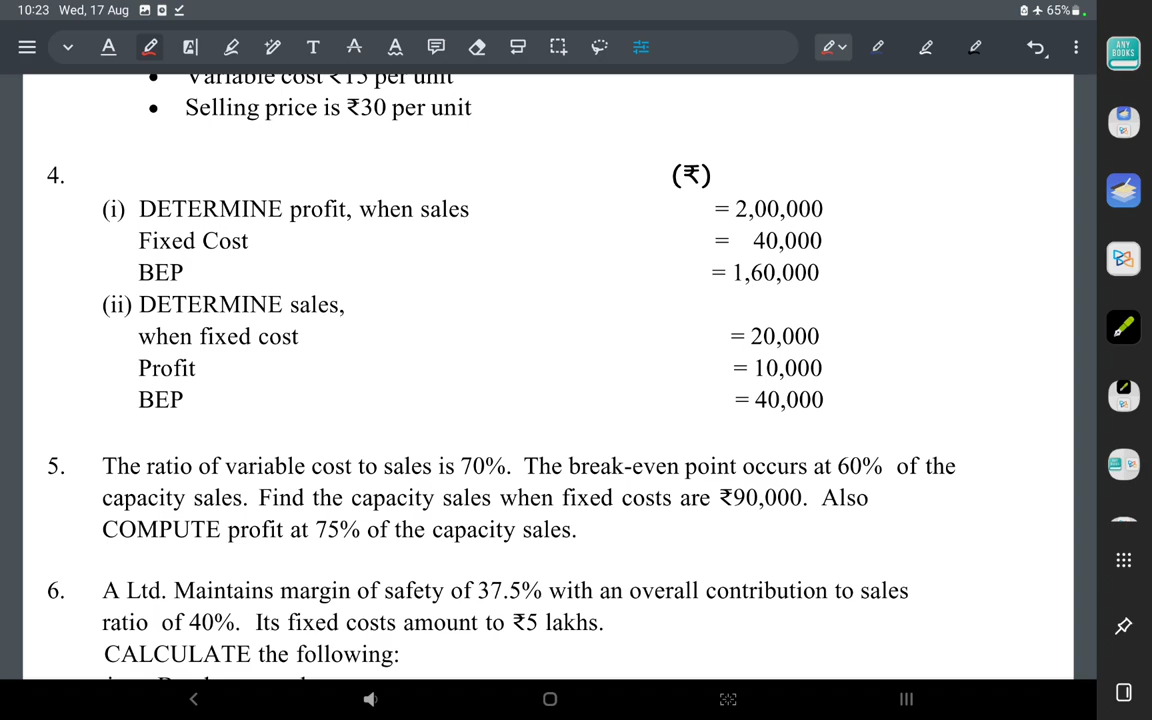 10:23 Wed, 17 Aug
65%
ANY
BOOKS
• Variable cost ₹15 per unit
• Selling price is ₹30 per unit
4. (₹)
(i) DETERMINE profit, when sales = 2,00,000
Fixed Cost = 40,000
BEP = 1,60,000
(ii) DETERMINE sales,
when fixed cost = 20,000
Profit = 10,000
BEP = 40,000
5. The ratio of variable cost to sales is 70%. The break-even point occurs at 60% of the
capacity sales. Find the capacity sales when fixed costs are ₹90,000. Also
COMPUTE profit at 75% of the capacity sales.
6. A Ltd. Maintains margin of safety of 37.5% with an overall contribution to sales
ratio of 40%. Its fixed costs amount to ₹5 lakhs.
CALCULATE the following: